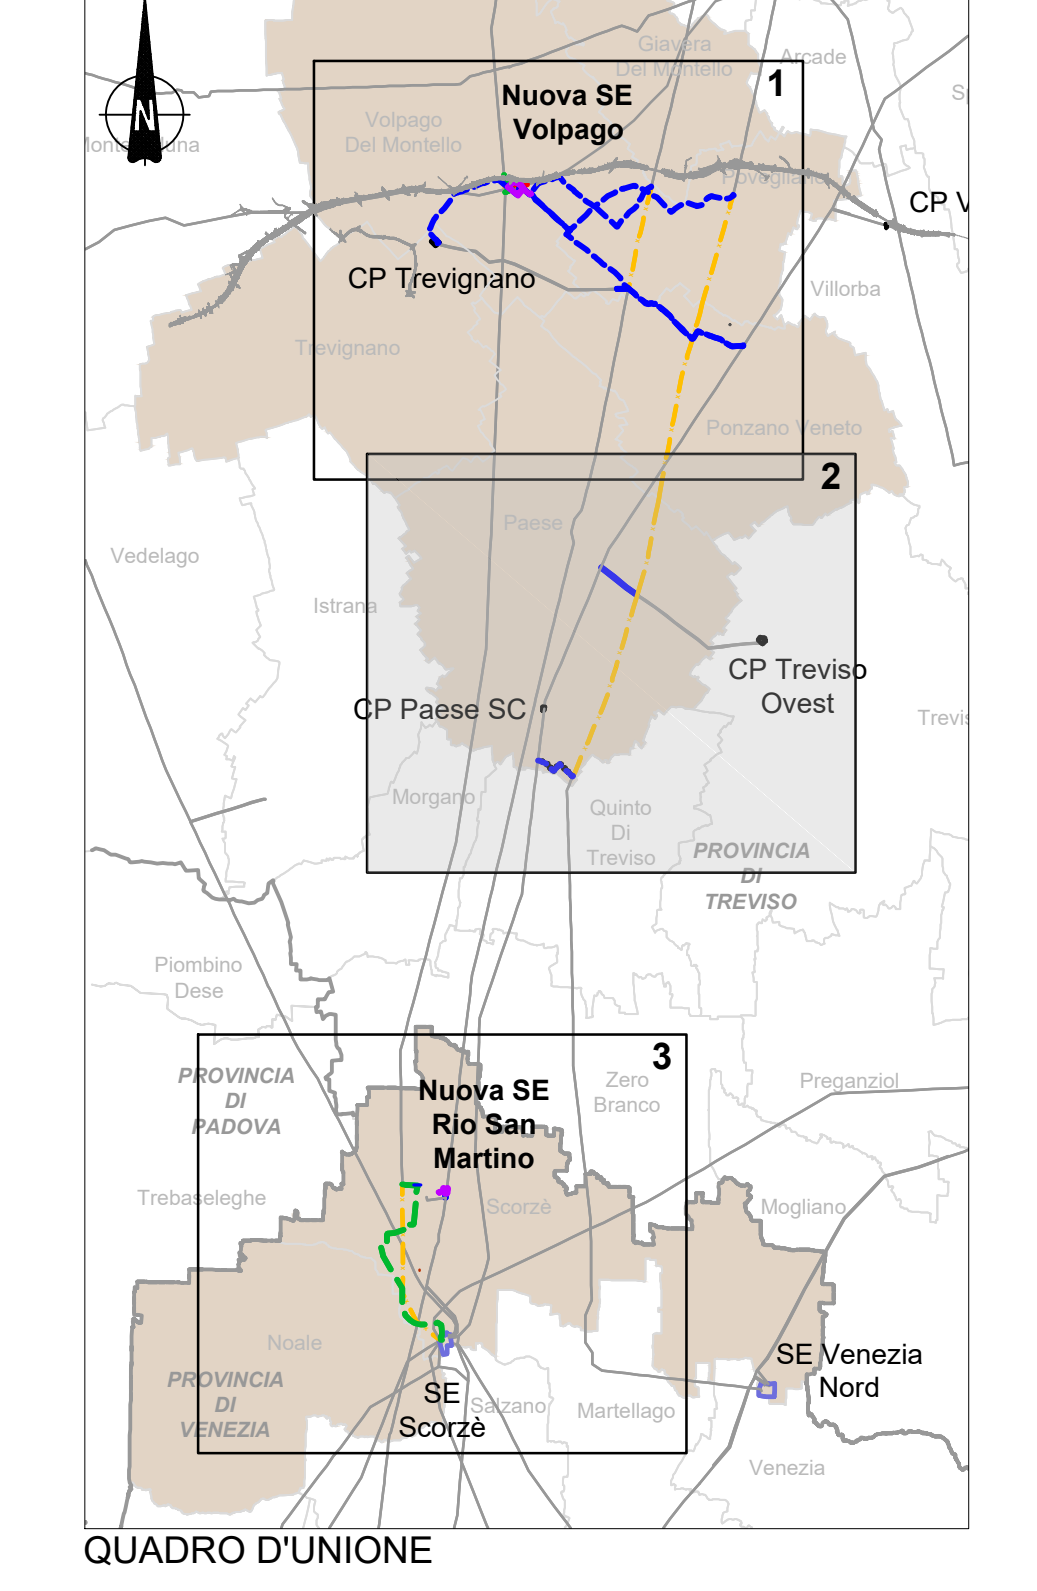 Giavera
Del Montello
Arcade
1
Nuova SE
Volpago
Volpago
Del Montello
N
Povegliano
CP V
CP Trevignano
Villorba
Trevignano
Ponzano Veneto
2
Paese
Vedelago
Istrana
CP Treviso
Ovest
CP Paese SC
Trevis
Morgano
Quinto
Di
Treviso
PROVINCIA
DI
TREVISO
Piombino
Dese
3
PROVINCIA
DI
PADOVA
Nuova SE
Rio San
Martino
Zero
Branco
Preganziol
Trebaseleghe
Scorzè
Mogliano
Noale
SE Venezia
Nord
PROVINCIA
DI
VENEZIA
SE
Scorzè
Salzano
Martellago
Venezia
QUADRO D'UNIONE